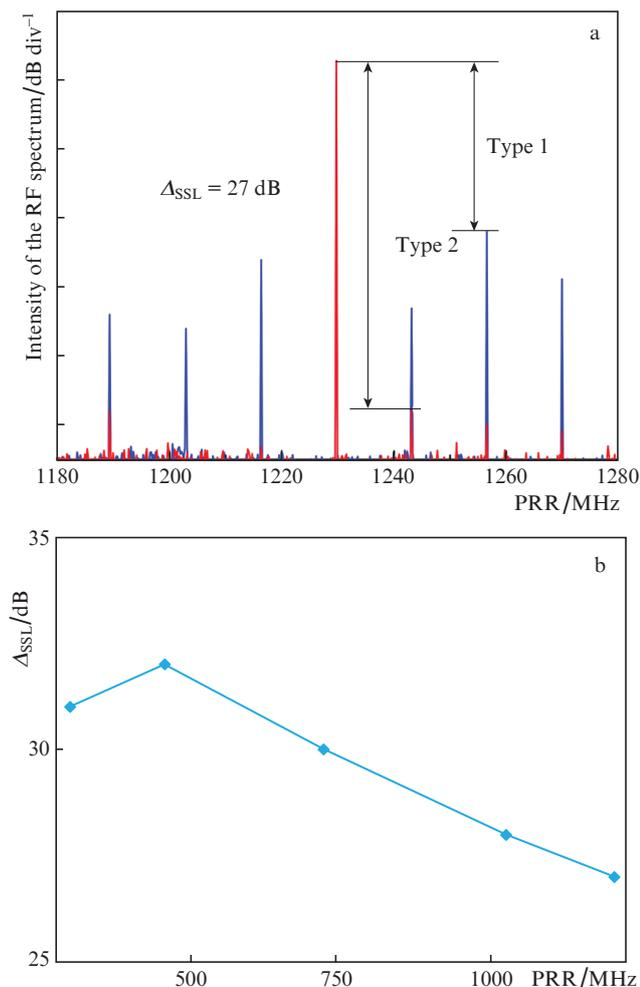 a
Intensity of the RF spectrum/dB div⁻¹
Type 1
Δ_SSL = 27 dB
Type 2
1180 1200 1220 1240 1260 1280
PRR/MHz
35
b
Δ_SSL/dB
30
25
500 750 1000 PRR/MHz